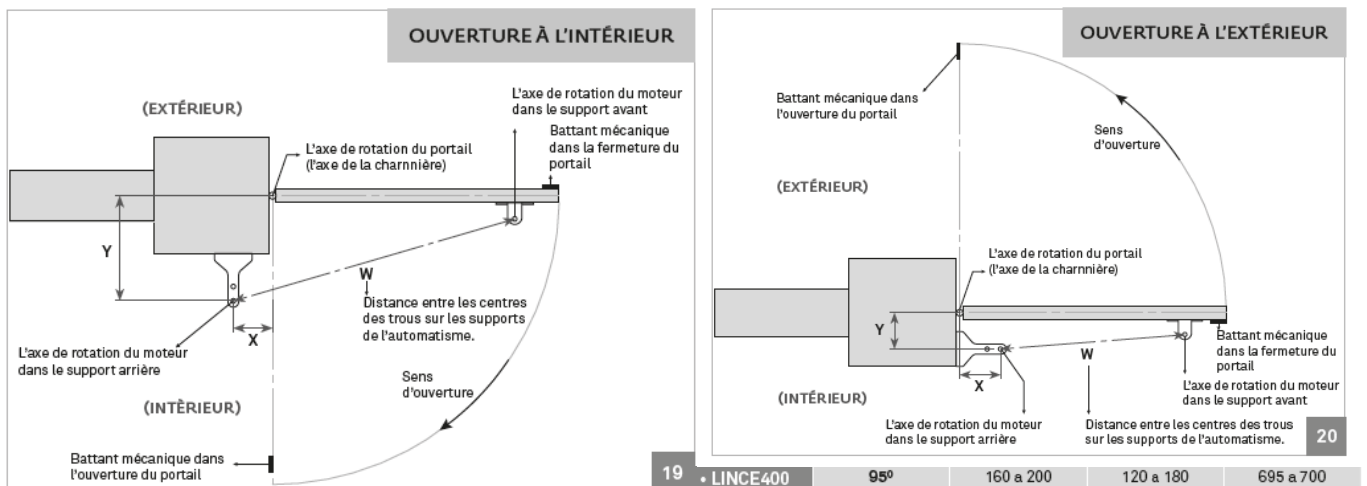 OUVERTURE À L'INTÉRIEUR
(EXTÉRIEUR)
L'axe de rotation du moteur
dans le support avant
L'axe de rotation du portail
(l'axe de la charnnière)
Battant mécanique
dans la fermeture du
portail
Y
W
X
Distance entre les centres
des trous sur les supports
de l'automatisme.
L'axe de rotation du moteur
dans le support arrière
Sens
d'ouverture
(INTÈRIEUR)
Battant mécanique dans
l'ouverture du portail
19
OUVERTURE À L'EXTÉRIEUR
Battant mécanique dans
l'ouverture du portail
Sens
d'ouverture
(EXTÉRIEUR)
L'axe de rotation du portail
(l'axe de la charnnière)
Y
W
X
Battant mécanique
dans la fermeture du
portail
L'axe de rotation du moteur
dans le support avant
(INTÉRIEUR)
L'axe de rotation du moteur
dans le support arrière
Distance entre les centres des trous
sur les supports de l'automatisme.
20
• LINCE400 95º 160 a 200 120 a 180 695 a 700